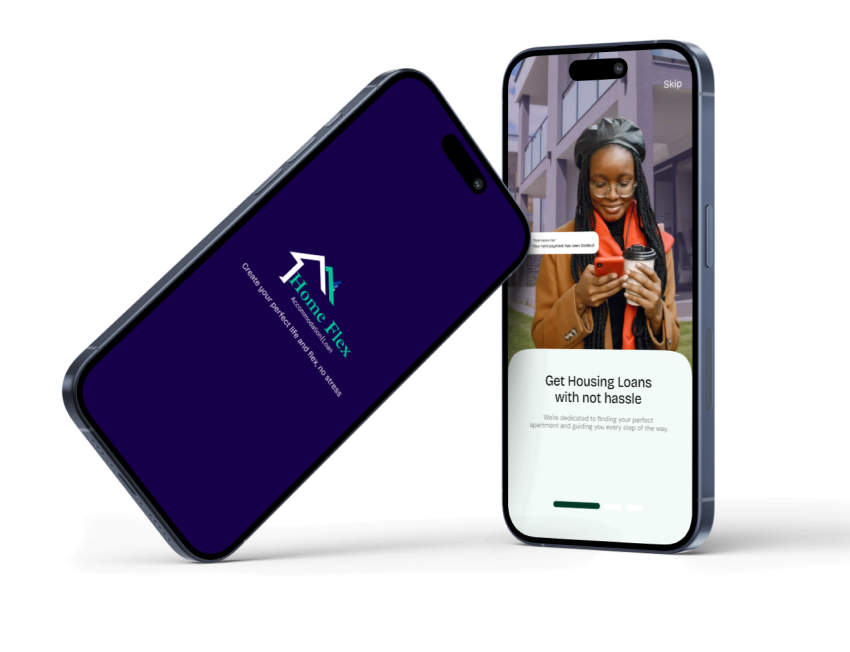 Home Flex
Accommodation|Loan
Create your perfect life and flex, no stress
Skip
Your rent payment has been Settled!
Get Housing Loans
with not hassle
We're dedicated to finding your perfect
apartment and guiding you every step of the way.